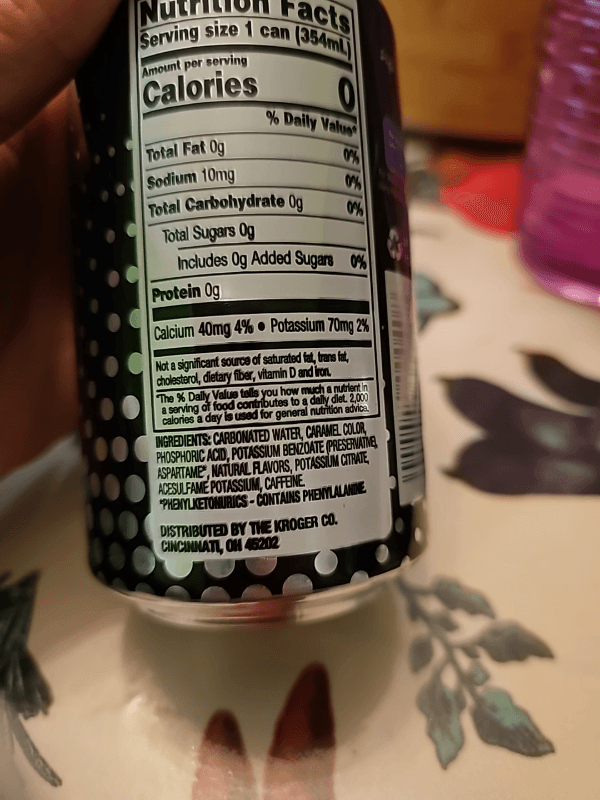 Nutrition Facts
Serving size 1 can (354mL)
Amount per serving
Calories 0
% Daily Value*
Total Fat 0g 0%
Sodium 10mg 0%
Total Carbohydrate 0g 0%
Total Sugars 0g
Includes 0g Added Sugars 0%
Protein 0g
Calcium 40mg 4% • Potassium 70mg 2%
Not a significant source of saturated fat, trans fat,
cholesterol, dietary fiber, vitamin D and iron.
*The % Daily Value tells you how much a nutrient in
a serving of food contributes to a daily diet. 2,000
calories a day is used for general nutrition advice.
INGREDIENTS: CARBONATED WATER, CARAMEL COLOR,
PHOSPHORIC ACID, POTASSIUM BENZOATE (PRESERVATIVE),
ASPARTAME*, NATURAL FLAVORS, POTASSIUM CITRATE,
ACESULFAME POTASSIUM, CAFFEINE.
*PHENYLKETONURICS - CONTAINS PHENYLALANINE.
DISTRIBUTED BY THE KROGER CO.
CINCINNATI, OH 45202